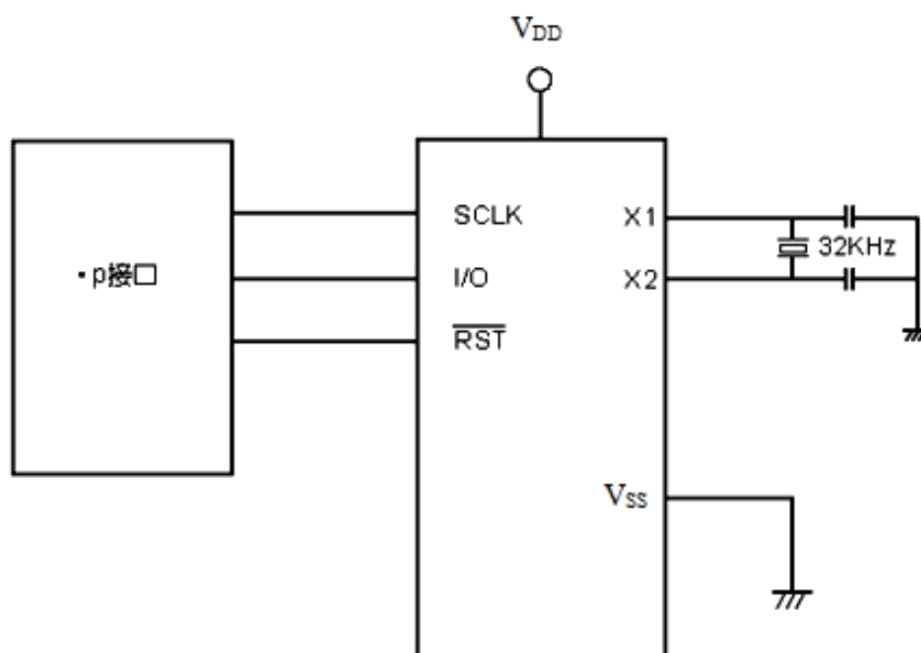 VDD
SCLK
X1
32KHz
·p接口
I/O
X2
RST
VSS